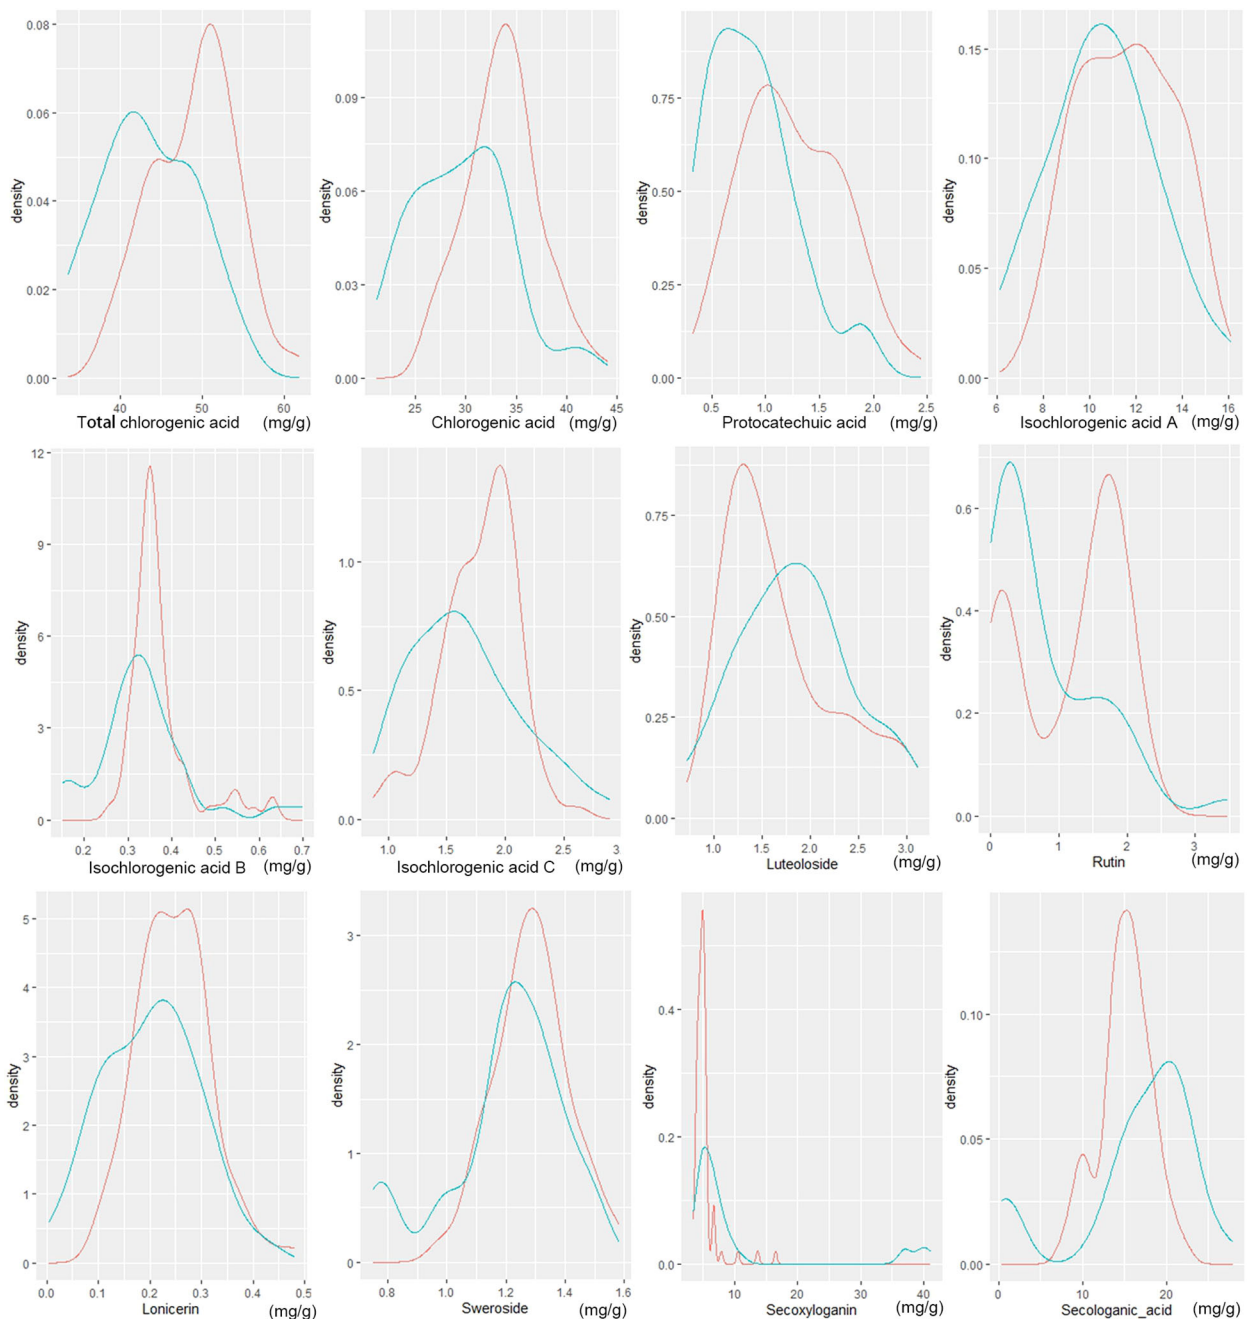 density
0.08
0.06
0.04
0.02
0.00
40 50 60
Total chlorogenic acid (mg/g)
density
0.09
0.06
0.03
0.00
25 30 35 40 45
Chlorogenic acid (mg/g)
density
0.75
0.50
0.25
0.00
0.5 1.0 1.5 2.0 2.5
Protocatechuic acid (mg/g)
density
0.15
0.10
0.05
0.00
6 8 10 12 14 16
Isochlorogenic acid A (mg/g)
density
12
9
6
3
0
0.2 0.3 0.4 0.5 0.6 0.7
Isochlorogenic acid B (mg/g)
density
1.0
0.5
0.0
1.0 1.5 2.0 2.5 3
Isochlorogenic acid C (mg/g)
density
0.75
0.50
0.25
0.00
1.0 1.5 2.0 2.5 3.0
Luteoloside (mg/g)
density
0.6
0.4
0.2
0.0
0 1 2 3
Rutin (mg/g)
density
5
4
3
2
1
0
0.0 0.1 0.2 0.3 0.4 0.5
Lonicerin (mg/g)
density
3
2
1
0
0.8 1.0 1.2 1.4 1.6
Sweroside (mg/g)
density
0.4
0.2
0.0
10 20 30 40
Secoxyloganin (mg/g)
density
0.10
0.05
0.00
0 10 20
Secologanic_acid (mg/g)